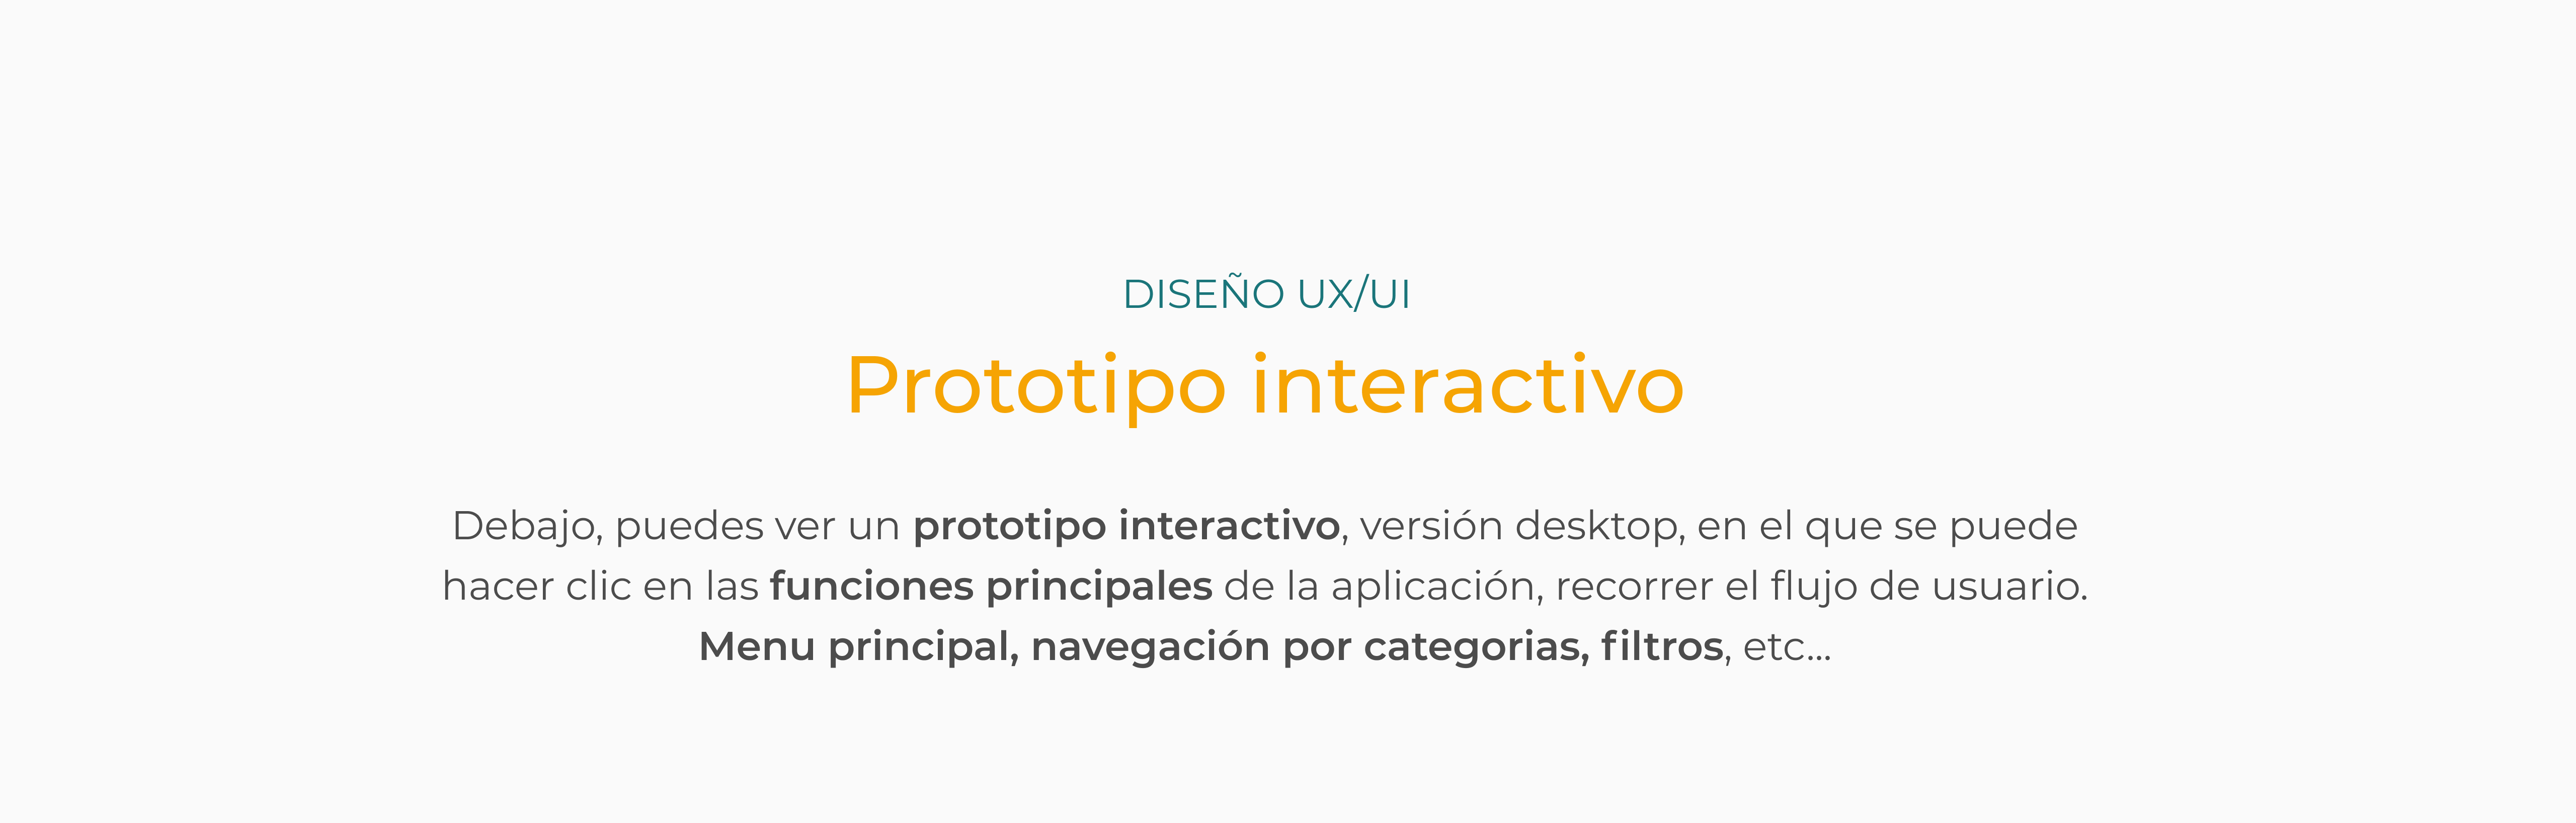 DISEÑO UX/UI
Prototipo interactivo
Debajo, puedes ver un prototipo interactivo, versión desktop, en el que se puede
hacer clic en las funciones principales de la aplicación, recorrer el flujo de usuario.
Menu principal, navegación por categorias, filtros, etc...